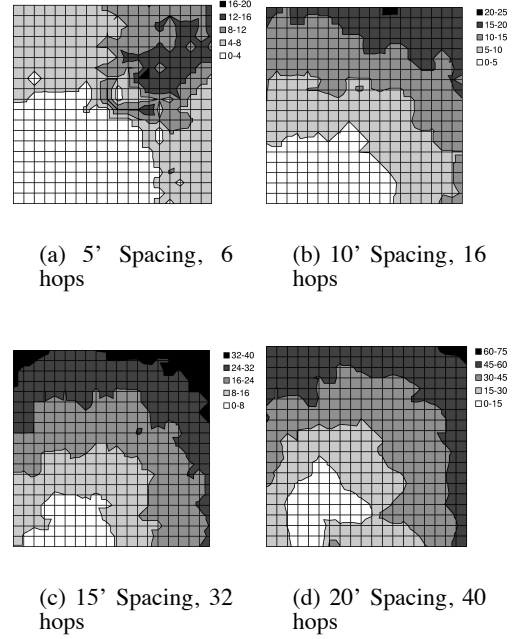 16-20
12-16
8-12
4-8
0-4
20-25
15-20
10-15
5-10
0-5
(a) 5’ Spacing, 6
hops
(b) 10’ Spacing, 16
hops
32-40
24-32
16-24
8-16
0-8
60-75
45-60
30-45
15-30
0-15
(c) 15’ Spacing, 32
hops
(d) 20’ Spacing, 40
hops